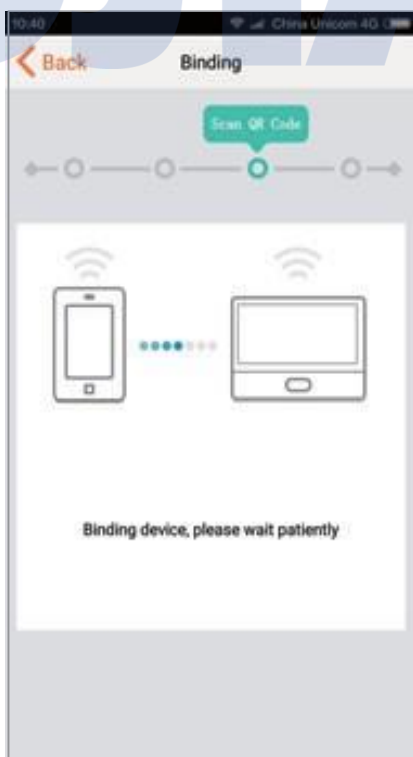 10:40 China Unicom 4G
Back Binding
Scan QR Code
Binding device, please wait patiently